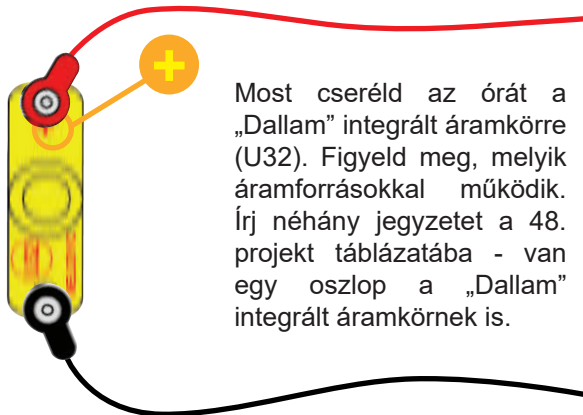 +
Most cseréld az órát a
„Dallam” integrált áramkörre
(U32). Figyeld meg, melyik
áramforrásokkal működik.
Írj néhány jegyzetet a 48.
projekt táblázatába - van
egy oszlop a „Dallam”
integrált áramkörnek is.